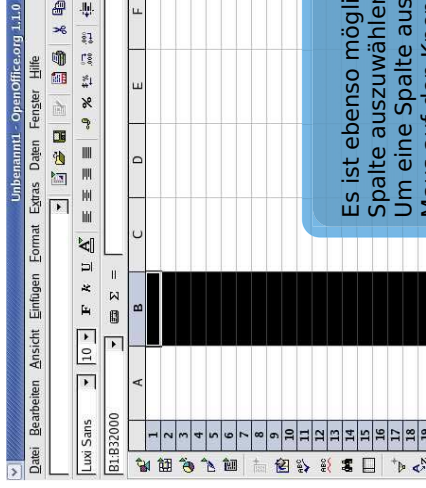 Unbenannt1 - OpenOffice.org 1.1.0
Datei Bearbeiten Ansicht Einfügen Format Extras Daten Fenster Hilfe
Luxi Sans 10 F k U A
B1:B32000 Σ =
A B C D E F
1
2
3
4
5
6
7
8
9
10
11
12
13
14
15
16
17
18
19
Es ist ebenso mögli
Spalte auszuwähler
Um eine Spalte aus